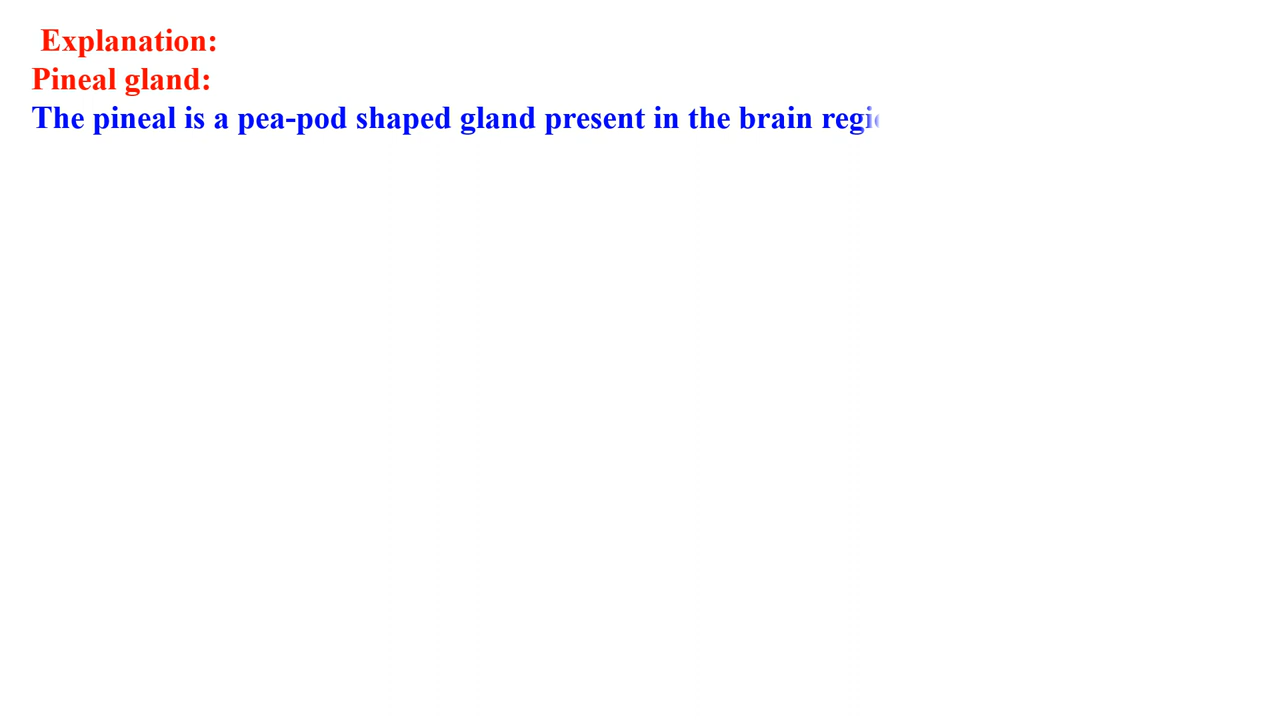 Explanation:
Pineal gland:
The pineal is a pea-pod shaped gland present in the brain